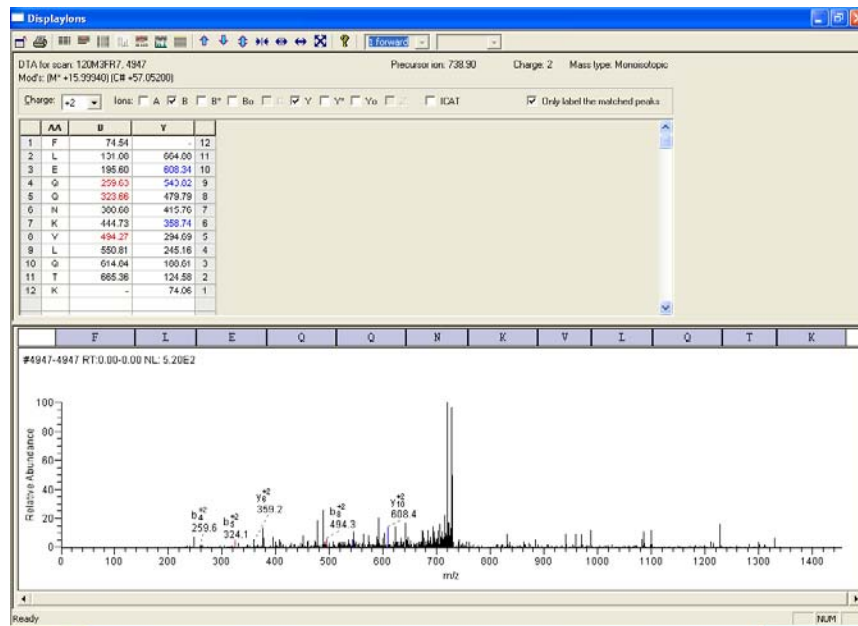 DisplayIons
t.forward
DTA for scan: 120M3FR7, 4947 Precursor ion: 738.90 Charge: 2 Mass type: Monoisotopic
Mod's: (M* +15.99940) (C# +57.05200)
Charge: +2 Ions: A B B* Bo C Y Y* Yo Z ICAT Only label the matched peaks
AA B Y
1 F 74.54 - 12
2 L 131.08 664.88 11
3 E 195.60 608.34 10
4 Q 259.63 543.82 9
5 Q 323.66 479.79 8
6 N 380.68 415.76 7
7 K 444.73 358.74 6
8 V 494.27 294.69 5
9 L 550.81 245.16 4
10 Q 614.84 188.61 3
11 T 665.36 124.58 2
12 K - 74.06 1
F L E Q Q N K V L Q T K
#4947-4947 RT:0.00-0.00 NL: 5.20E2
Relative Abundance
100
80
60
40
20
0
b4+2
259.6
b5+2
324.1
y6+2
359.2
b8+2
494.3
y10+2
608.4
0 100 200 300 400 500 600 700 800 900 1000 1100 1200 1300 1400
m/z
Ready NUM